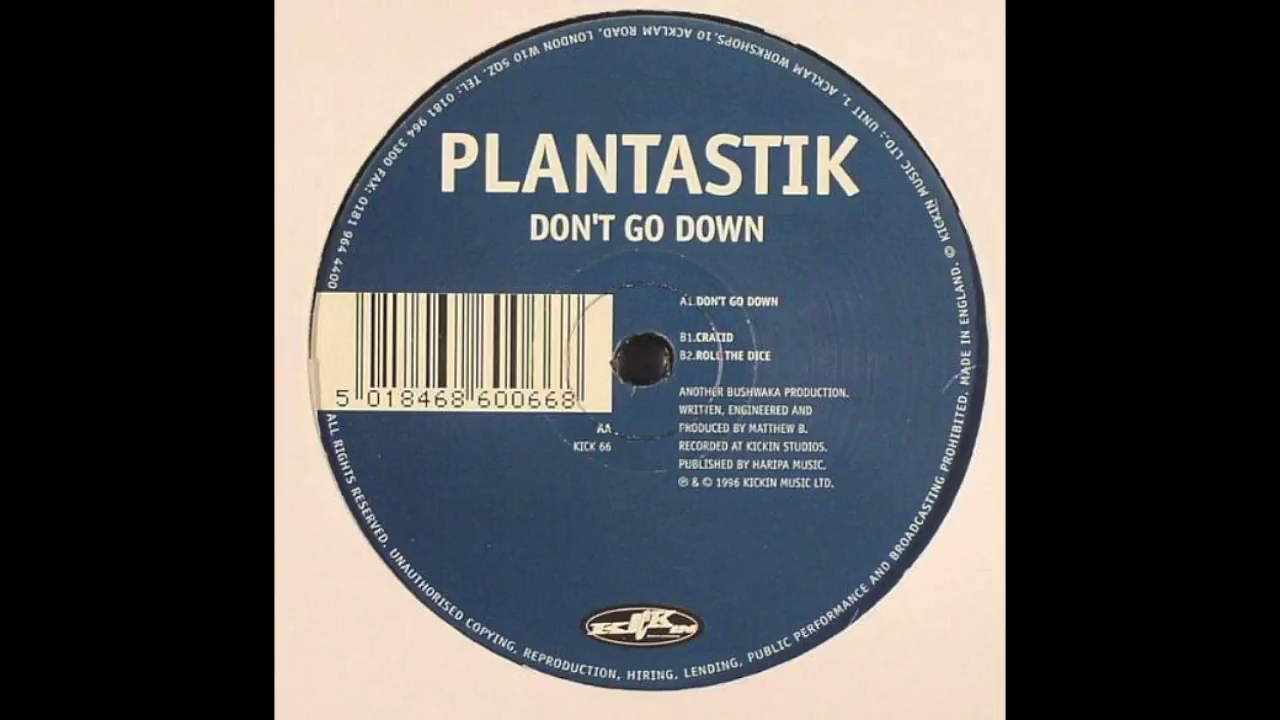 PLANTASTIK
DON'T GO DOWN
A1.DON'T GO DOWN
B1.CRACID
B2.ROLL THE DICE
ANOTHER BUSHWAKA PRODUCTION.
WRITTEN, ENGINEERED AND
PRODUCED BY MATTHEW B.
RECORDED AT KICKIN STUDIOS.
PUBLISHED BY HARIPA MUSIC.
℗ & © 1996 KICKIN MUSIC LTD.
5 018468 600668
AA
KICK 66
KICKIN
ALL RIGHTS RESERVED. UNAUTHORISED COPYING, REPRODUCTION, HIRING, LENDING, PUBLIC PERFORMANCE AND BROADCASTING PROHIBITED. MADE IN ENGLAND. © KICKIN MUSIC LTD.: UNIT 1, ACKLAM WORKSHOPS,10 ACKLAM ROAD, LONDON W10 5QZ. TEL: 0181 964 3300 FAX: 0181 964 4400